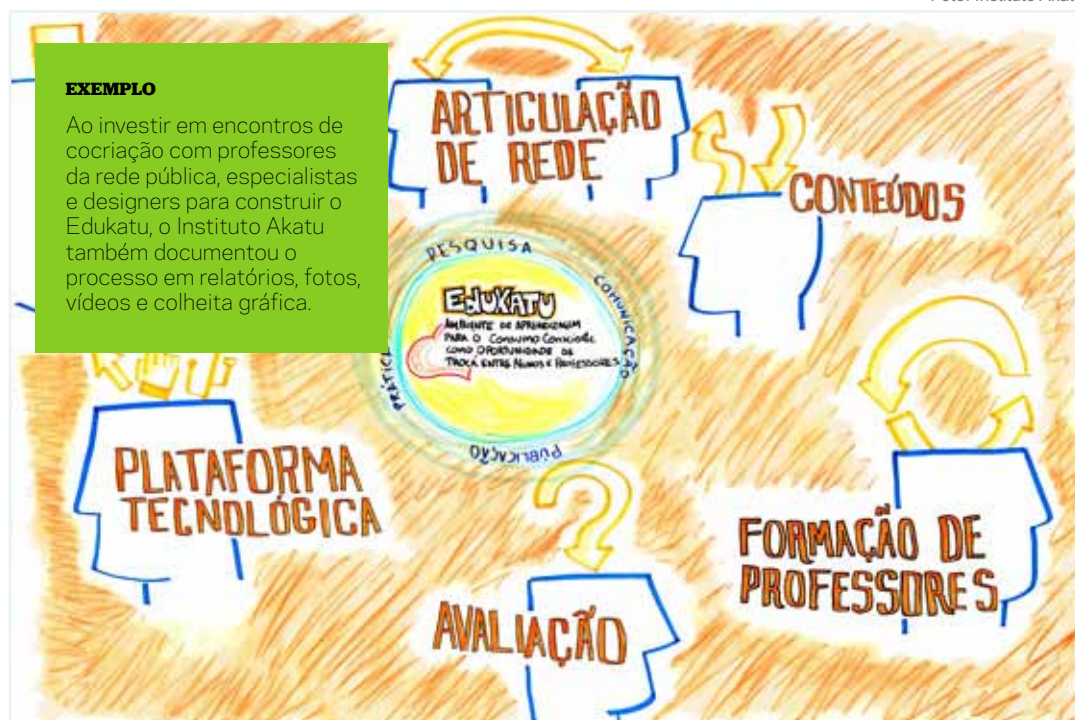 EXEMPLO
Ao investir em encontros de
cocriação com professores
da rede pública, especialistas
e designers para construir o
Edukatu, o Instituto Akatu
também documentou o
processo em relatórios, fotos,
vídeos e colheita gráfica.
ARTICULAÇÃO
DE REDE
CONTEÚDOS
PESQUISA
COMUNICAÇÃO
PUBLICAÇÃO
EDUKATU
AMBIENTE DE APRENDIZAGEM
PARA O CONSUMO CONSCIENTE
COMO OPORTUNIDADE DE
TROCA ENTRE ALUNOS E PROFESSORES
PLATAFORMA
TECNOLÓGICA
AVALIAÇÃO
FORMAÇÃO DE
PROFESSORES